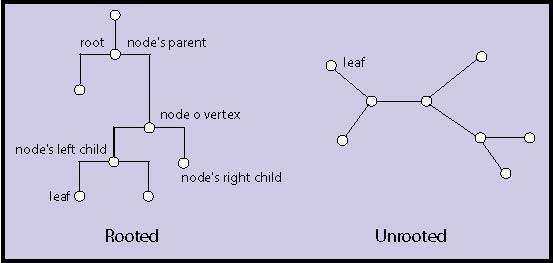 root
node's parent
leaf
node o vertex
node's left child
node's right child
leaf
Rooted
Unrooted